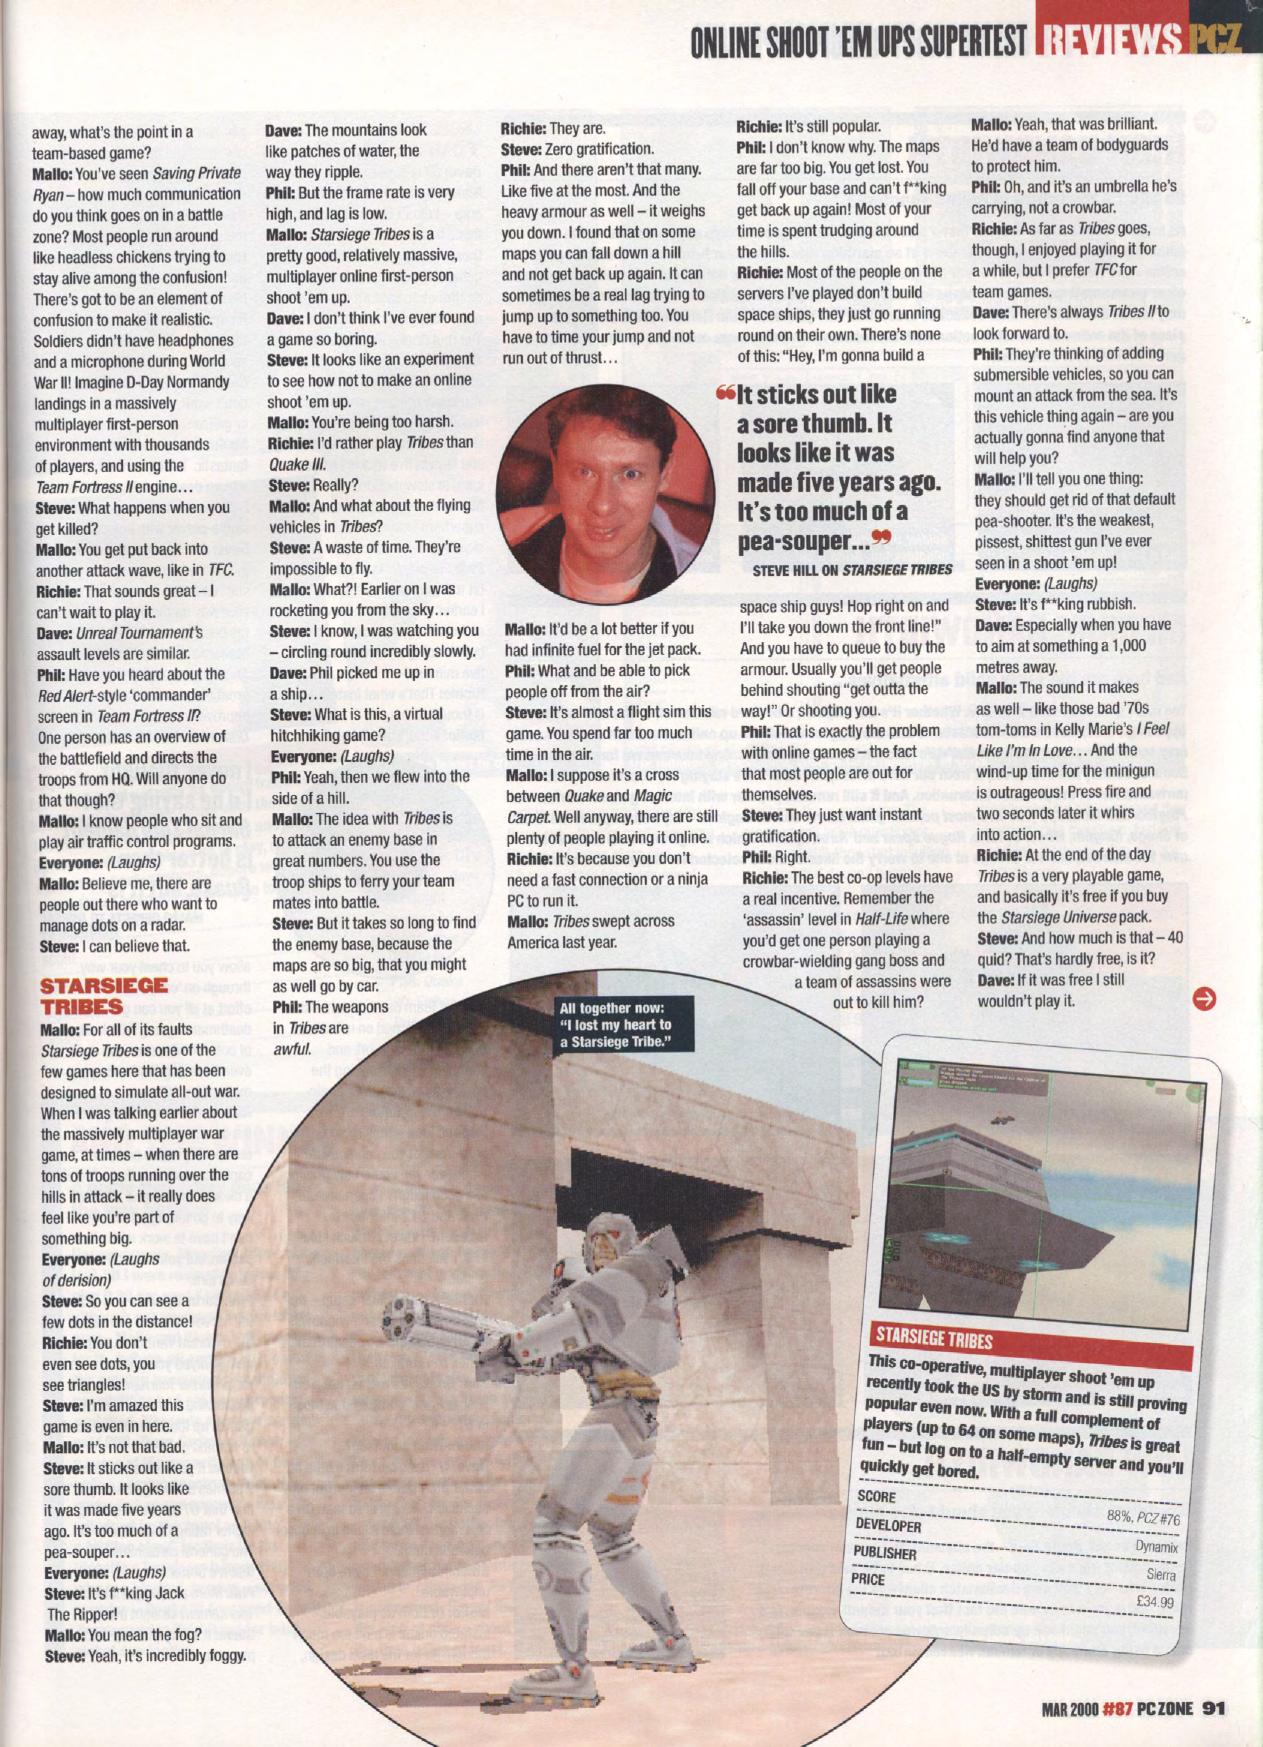 ONLINE SHOOT 'EM UPS SUPERTEST REVIEWS PCZ
away, what's the point in a
team-based game?
Mallo: You've seen Saving Private
Ryan – how much communication
do you think goes on in a battle
zone? Most people run around
like headless chickens trying to
stay alive among the confusion!
There's got to be an element of
confusion to make it realistic.
Soldiers didn't have headphones
and a microphone during World
War II! Imagine D-Day Normandy
landings in a massively
multiplayer first-person
environment with thousands
of players, and using the
Team Fortress II engine...
Steve: What happens when you
get killed?
Mallo: You get put back into
another attack wave, like in TFC.
Richie: That sounds great – I
can't wait to play it.
Dave: Unreal Tournament's
assault levels are similar.
Phil: Have you heard about the
Red Alert-style 'commander'
screen in Team Fortress II?
One person has an overview of
the battlefield and directs the
troops from HQ. Will anyone do
that though?
Mallo: I know people who sit and
play air traffic control programs.
Everyone: (Laughs)
Mallo: Believe me, there are
people out there who want to
manage dots on a radar.
Steve: I can believe that.
STARSIEGE
TRIBES
Mallo: For all of its faults
Starsiege Tribes is one of the
few games here that has been
designed to simulate all-out war.
When I was talking earlier about
the massively multiplayer war
game, at times – when there are
tons of troops running over the
hills in attack – it really does
feel like you're part of
something big.
Everyone: (Laughs
of derision)
Steve: So you can see a
few dots in the distance!
Richie: You don't
even see dots, you
see triangles!
Steve: I'm amazed this
game is even in here.
Mallo: It's not that bad.
Steve: It sticks out like a
sore thumb. It looks like
it was made five years
ago. It's too much of a
pea-souper...
Everyone: (Laughs)
Steve: It's f**king Jack
The Ripper!
Mallo: You mean the fog?
Steve: Yeah, it's incredibly foggy.
Dave: The mountains look
like patches of water, the
way they ripple.
Phil: But the frame rate is very
high, and lag is low.
Mallo: Starsiege Tribes is a
pretty good, relatively massive,
multiplayer online first-person
shoot 'em up.
Dave: I don't think I've ever found
a game so boring.
Steve: It looks like an experiment
to see how not to make an online
shoot 'em up.
Mallo: You're being too harsh.
Richie: I'd rather play Tribes than
Quake III.
Steve: Really?
Mallo: And what about the flying
vehicles in Tribes?
Steve: A waste of time. They're
impossible to fly.
Mallo: What?! Earlier on I was
rocketing you from the sky...
Steve: I know, I was watching you
– circling round incredibly slowly.
Dave: Phil picked me up in
a ship...
Steve: What is this, a virtual
hitchhiking game?
Everyone: (Laughs)
Phil: Yeah, then we flew into the
side of a hill.
Mallo: The idea with Tribes is
to attack an enemy base in
great numbers. You use the
troop ships to ferry your team
mates into battle.
Steve: But it takes so long to find
the enemy base, because the
maps are so big, that you might
as well go by car.
Phil: The weapons
in Tribes are
awful.
Richie: They are.
Steve: Zero gratification.
Phil: And there aren't that many.
Like five at the most. And the
heavy armour as well – it weighs
you down. I found that on some
maps you can fall down a hill
and not get back up again. It can
sometimes be a real lag trying to
jump up to something too. You
have to time your jump and not
run out of thrust...
Mallo: It'd be a lot better if you
had infinite fuel for the jet pack.
Phil: What and be able to pick
people off from the air?
Steve: It's almost a flight sim this
game. You spend far too much
time in the air.
Mallo: I suppose it's a cross
between Quake and Magic
Carpet. Well anyway, there are still
plenty of people playing it online.
Richie: It's because you don't
need a fast connection or a ninja
PC to run it.
Mallo: Tribes swept across
America last year.
Richie: It's still popular.
Phil: I don't know why. The maps
are far too big. You get lost. You
fall off your base and can't f**king
get back up again! Most of your
time is spent trudging around
the hills.
Richie: Most of the people on the
servers I've played don't build
space ships, they just go running
round on their own. There's none
of this: "Hey, I'm gonna build a
“It sticks out like
a sore thumb. It
looks like it was
made five years ago.
It's too much of a
pea-souper...”
STEVE HILL ON STARSIEGE TRIBES
space ship guys! Hop right on and
I'll take you down the front line!"
And you have to queue to buy the
armour. Usually you'll get people
behind shouting "get outta the
way!" Or shooting you.
Phil: That is exactly the problem
with online games – the fact
that most people are out for
themselves.
Steve: They just want instant
gratification.
Phil: Right.
Richie: The best co-op levels have
a real incentive. Remember the
'assassin' level in Half-Life where
you'd get one person playing a
crowbar-wielding gang boss and
a team of assassins were
out to kill him?
Mallo: Yeah, that was brilliant.
He'd have a team of bodyguards
to protect him.
Phil: Oh, and it's an umbrella he's
carrying, not a crowbar.
Richie: As far as Tribes goes,
though, I enjoyed playing it for
a while, but I prefer TFC for
team games.
Dave: There's always Tribes II to
look forward to.
Phil: They're thinking of adding
submersible vehicles, so you can
mount an attack from the sea. It's
this vehicle thing again – are you
actually gonna find anyone that
will help you?
Mallo: I'll tell you one thing:
they should get rid of that default
pea-shooter. It's the weakest,
pissest, shittest gun I've ever
seen in a shoot 'em up!
Everyone: (Laughs)
Steve: It's f**king rubbish.
Dave: Especially when you have
to aim at something a 1,000
metres away.
Mallo: The sound it makes
as well – like those bad '70s
tom-toms in Kelly Marie's I Feel
Like I'm In Love... And the
wind-up time for the minigun
is outrageous! Press fire and
two seconds later it whirs
into action...
Richie: At the end of the day
Tribes is a very playable game,
and basically it's free if you buy
the Starsiege Universe pack.
Steve: And how much is that – 40
quid? That's hardly free, is it?
Dave: If it was free I still
wouldn't play it.
All together now:
"I lost my heart to
a Starsiege Tribe."
STARSIEGE TRIBES
This co-operative, multiplayer shoot 'em up
recently took the US by storm and is still proving
popular even now. With a full complement of
players (up to 64 on some maps), Tribes is great
fun – but log on to a half-empty server and you'll
quickly get bored.
SCORE 88%, PCZ #76
DEVELOPER Dynamix
PUBLISHER Sierra
PRICE £34.99
MAR 2000 #87 PC ZONE 91